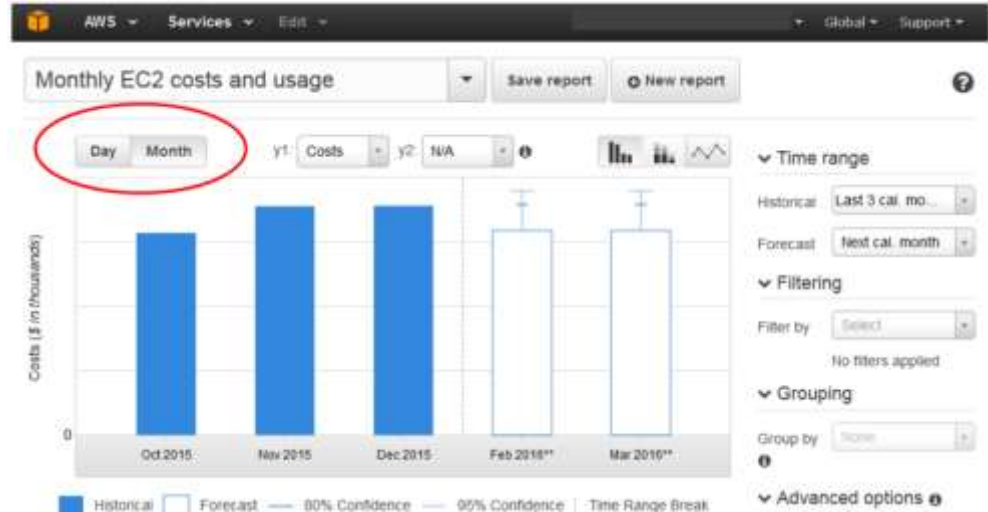 AWS Services Edit Global Support
Monthly EC2 costs and usage Save report New report
Day Month y1: Costs y2: N/A
Time range
Historical Last 3 cal. mo...
Forecast Next cal. month
Filtering
Filter by Select
No filters applied
Grouping
Group by None
Advanced options
Costs ($ in thousands)
0
Oct 2015 Nov 2015 Dec 2015 Feb 2016** Mar 2016**
Historical Forecast 80% Confidence 95% Confidence Time Range Break